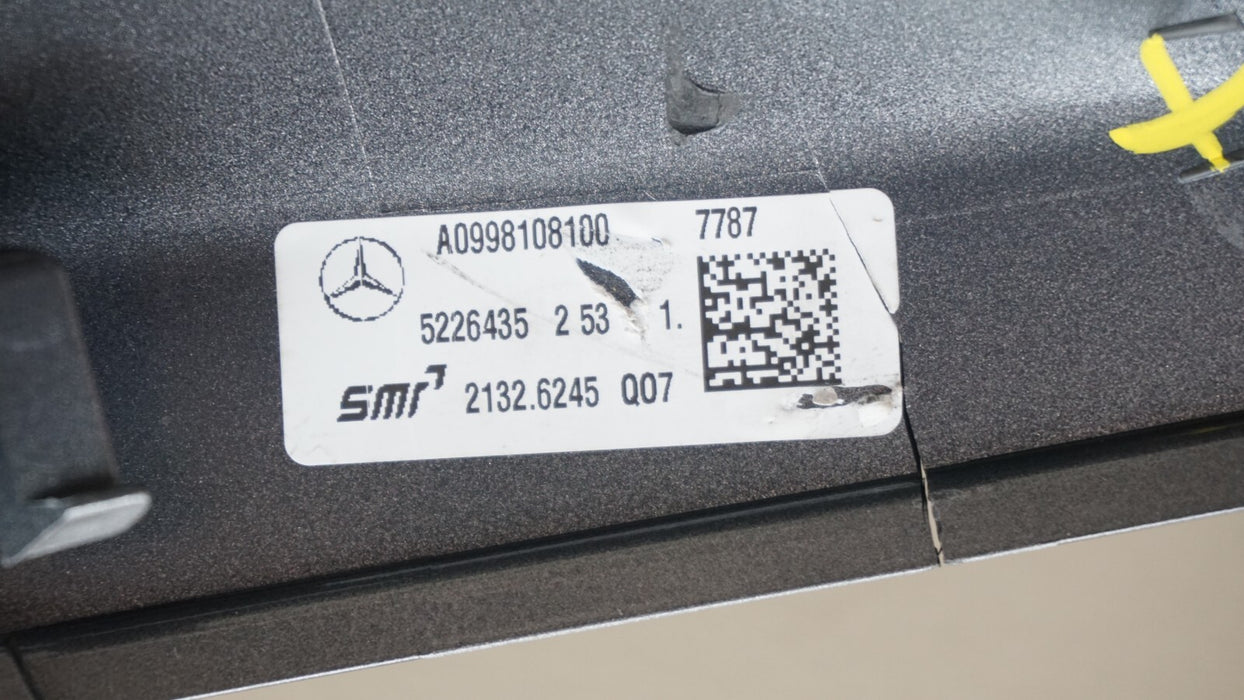 A0998108100 7787
5226435 2 53 1.
smr 2132.6245 Q07